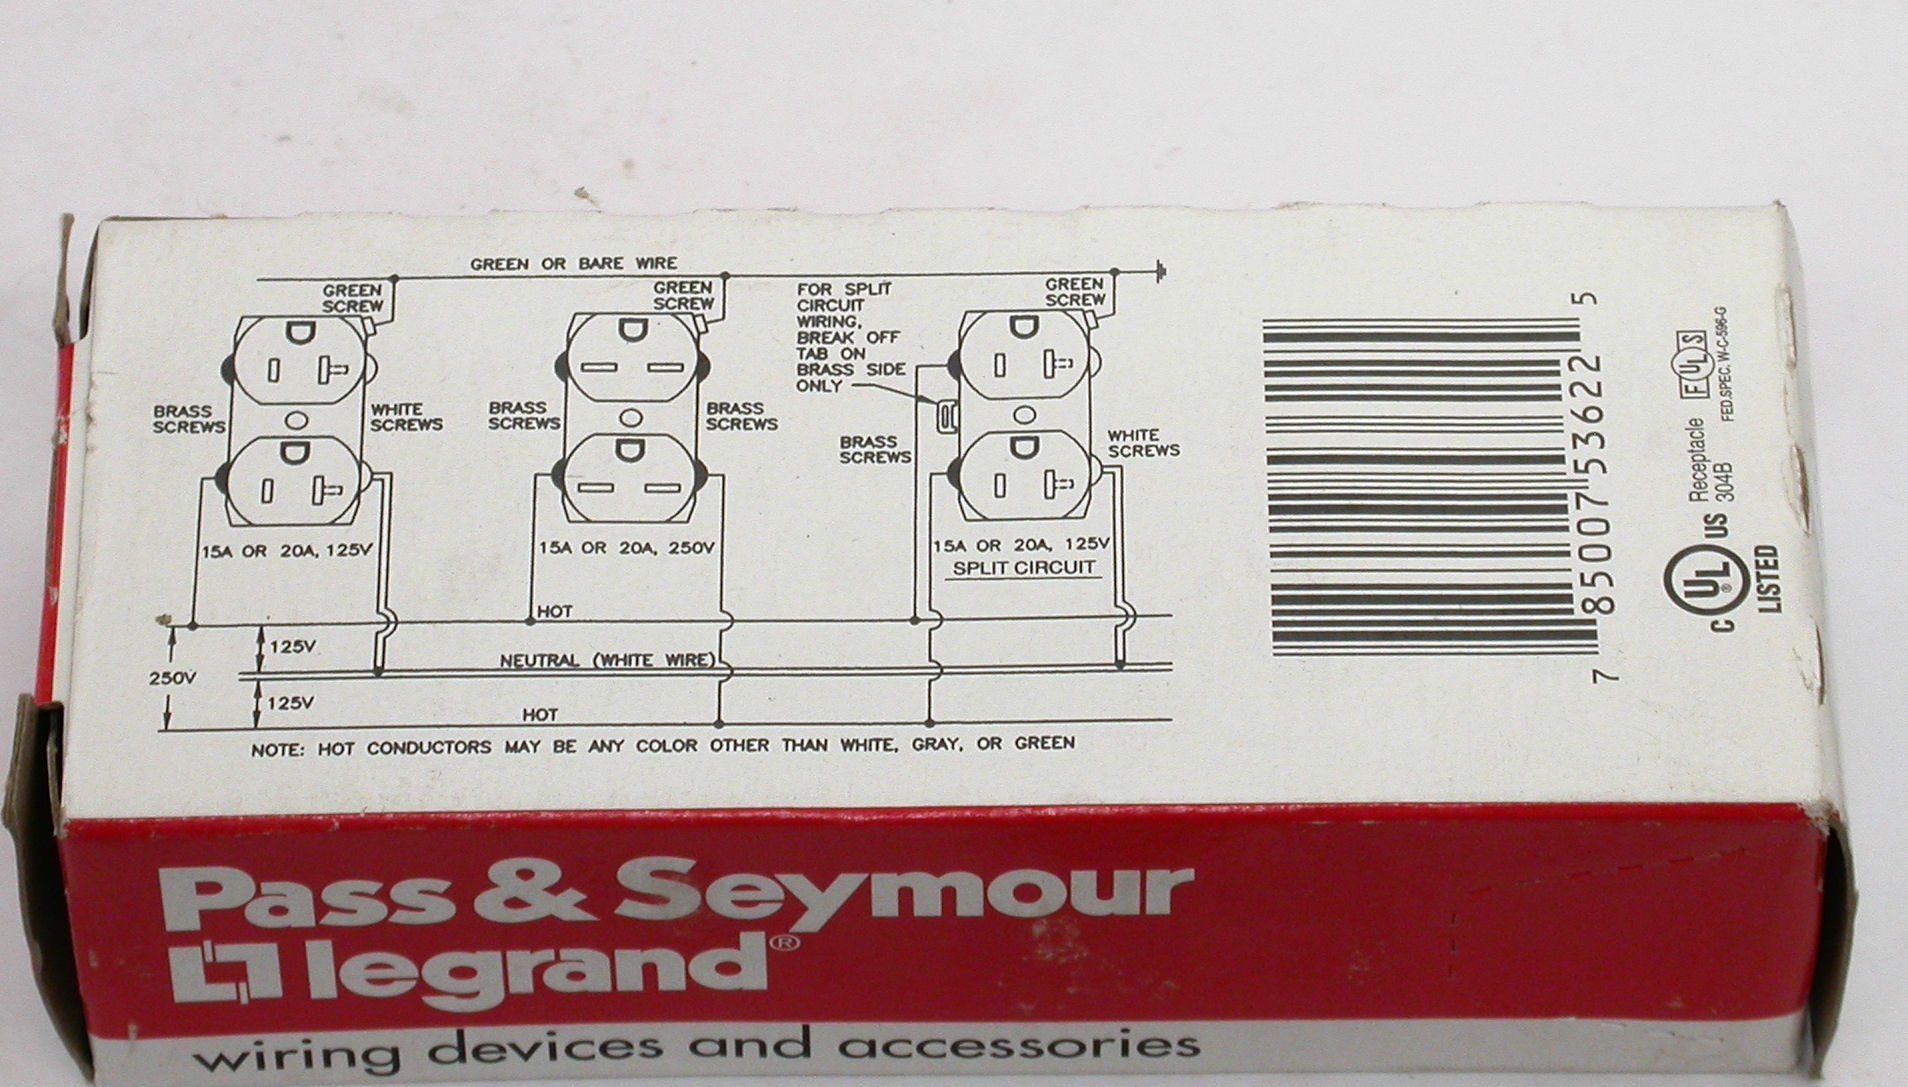 GREEN OR BARE WIRE
GREEN
SCREW
GREEN
SCREW
FOR SPLIT
CIRCUIT
WIRING,
BREAK OFF
TAB ON
BRASS SIDE
ONLY
GREEN
SCREW
BRASS
SCREWS
WHITE
SCREWS
BRASS
SCREWS
BRASS
SCREWS
BRASS
SCREWS
WHITE
SCREWS
15A OR 20A, 125V
15A OR 20A, 250V
15A OR 20A, 125V
SPLIT CIRCUIT
HOT
125V
NEUTRAL (WHITE WIRE)
250V
125V
HOT
NOTE: HOT CONDUCTORS MAY BE ANY COLOR OTHER THAN WHITE, GRAY, OR GREEN
7 85007 53622 5
C UL® US
LISTED
Receptacle
304B
F UL S
FED.SPEC. W-C-596-G
Pass & Seymour
legrand®
wiring devices and accessories